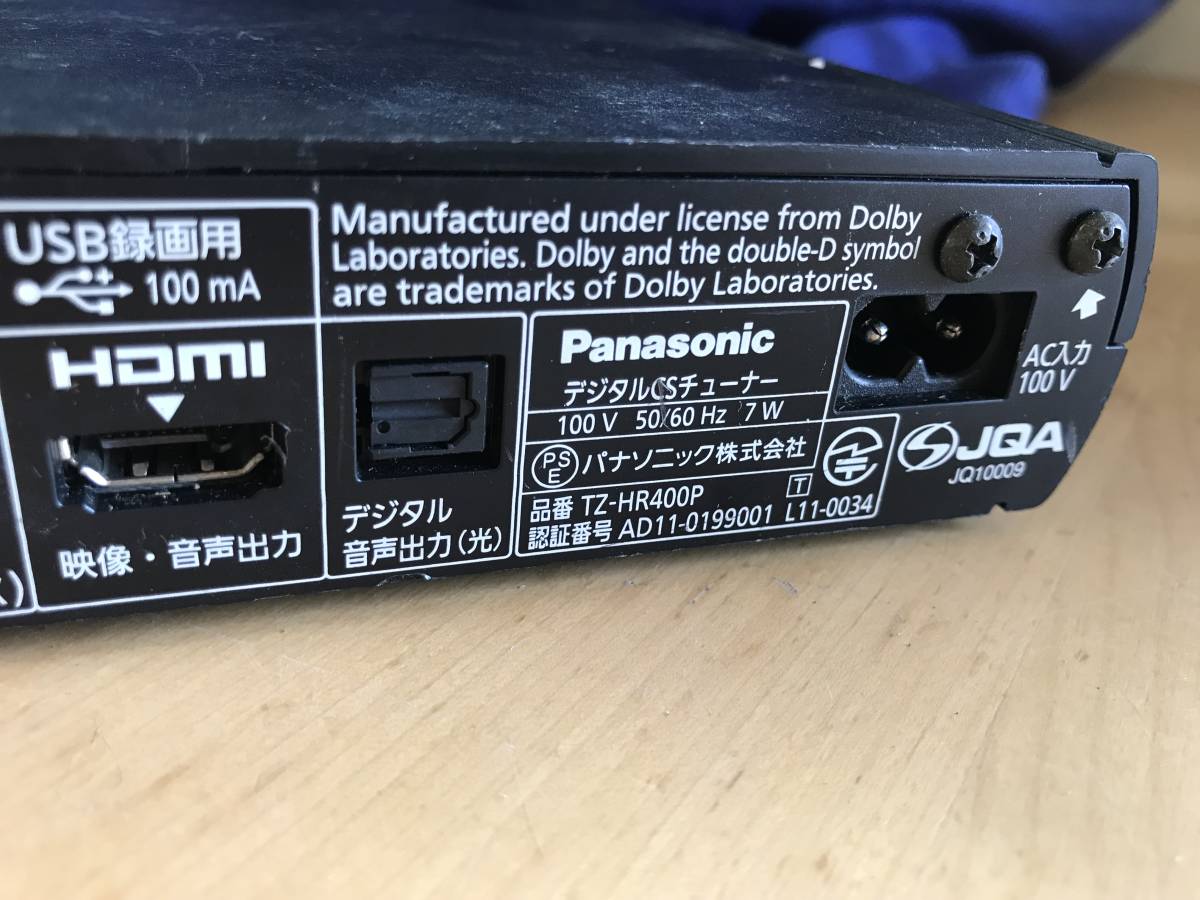 USB録画用
100 mA
Manufactured under license from Dolby
Laboratories. Dolby and the double-D symbol
are trademarks of Dolby Laboratories.
HDMI
映像・音声出力
デジタル
音声出力(光)
Panasonic
デジタルCSチューナー
100 V 50/60 Hz 7 W
PSE パナソニック株式会社
品番 TZ-HR400P
認証番号 AD11-0199001 T L11-0034
AC入力
100 V
JQA
JQ10009